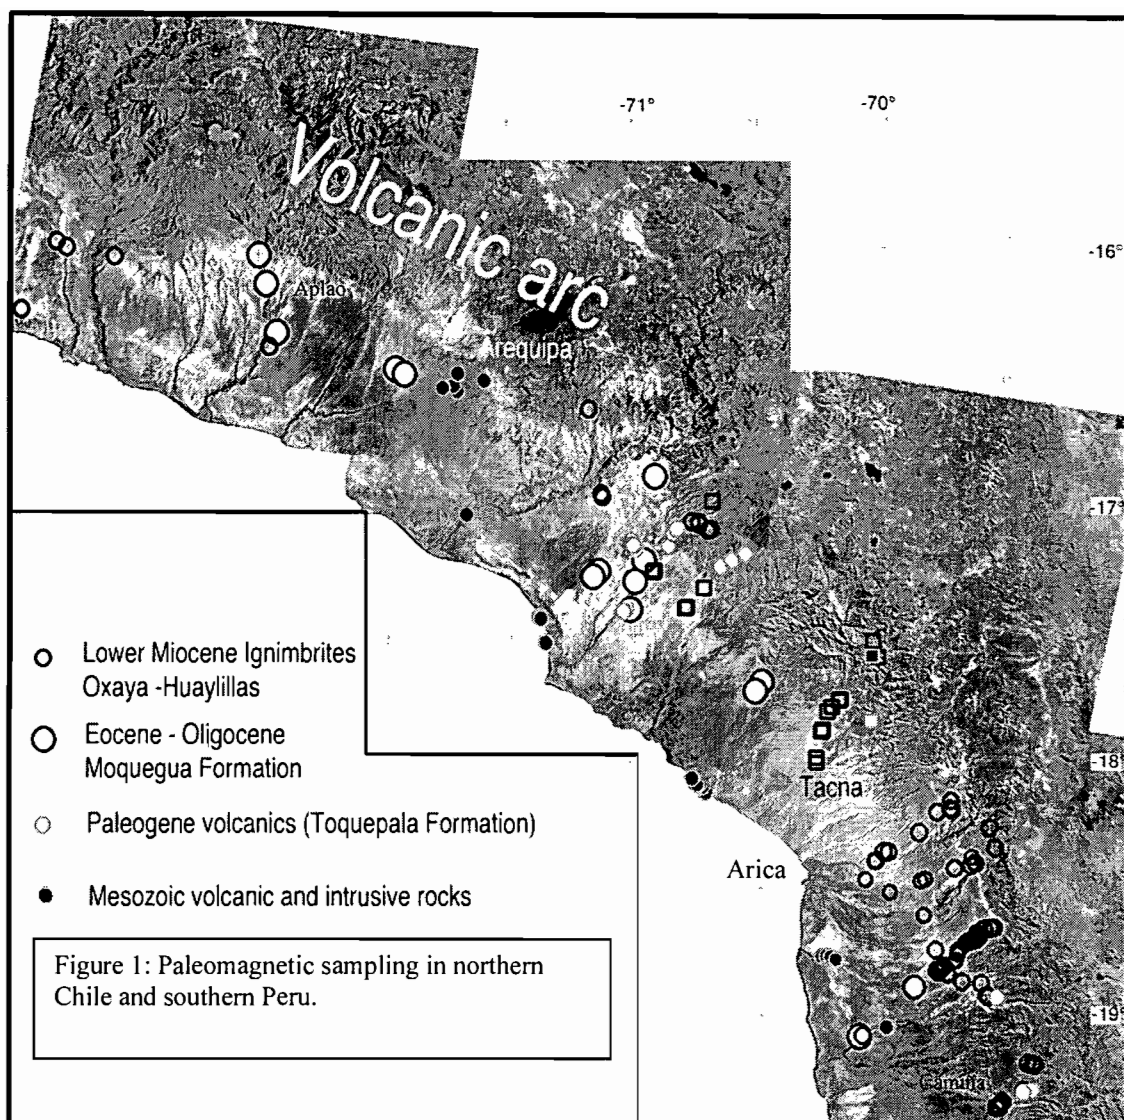 -71°
-70°
Volcanic arc
-16°
Aplao
Arequipa
-17°
-18°
Tacna
Arica
-19°
Camiña
Lower Miocene Ignimbrites
Oxaya -Huaylillas
Eocene - Oligocene
Moquegua Formation
Paleogene volcanics (Toquepala Formation)
Mesozoic volcanic and intrusive rocks
Figure 1: Paleomagnetic sampling in northern
Chile and southern Peru.